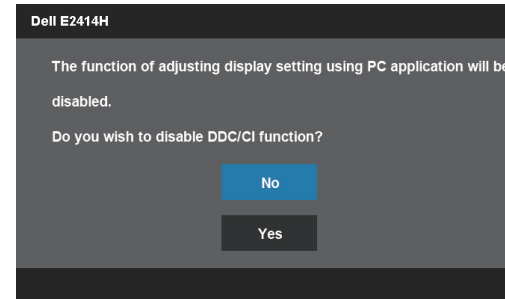 Dell E2414H
The function of adjusting display setting using PC application will be
disabled.
Do you wish to disable DDC/CI function?
No
Yes